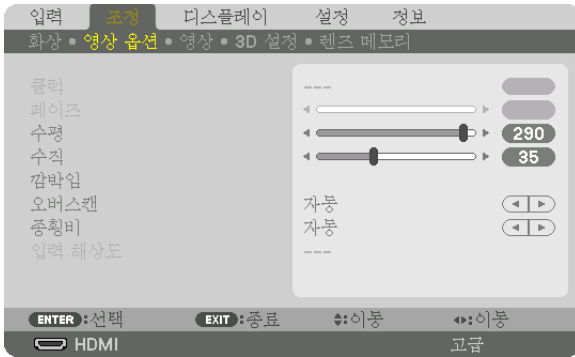 입력 조정 디스플레이 설정 정보
화상 • 영상 옵션 • 영상 • 3D 설정 • 렌즈 메모리
클럭 ---
페이즈
수평 290
수직 35
깜박임
오버스캔 자동
종횡비 자동
입력 해상도 ---
ENTER :선택 EXIT :종료 :이동 :이동
HDMI 고급